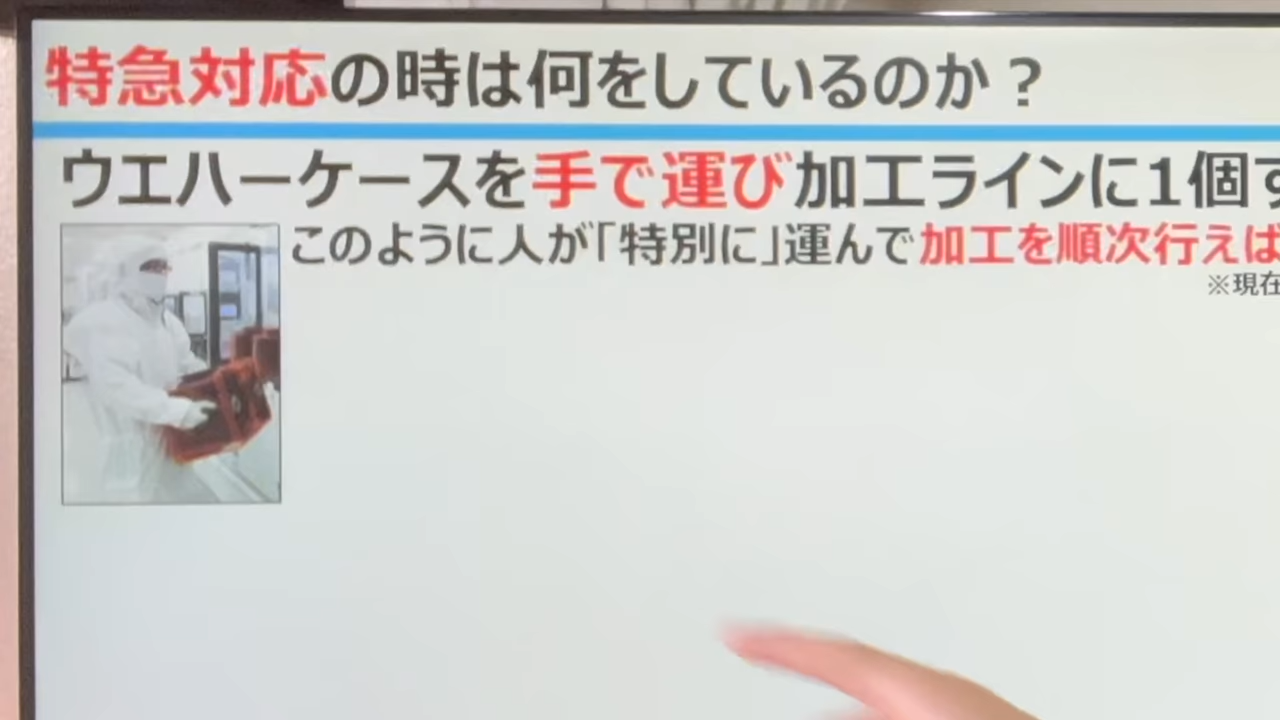 特急対応の時は何をしているのか？
ウエハーケースを手で運び加工ラインに1個
このように人が｢特別に｣運んで加工を順次行えば
※現在